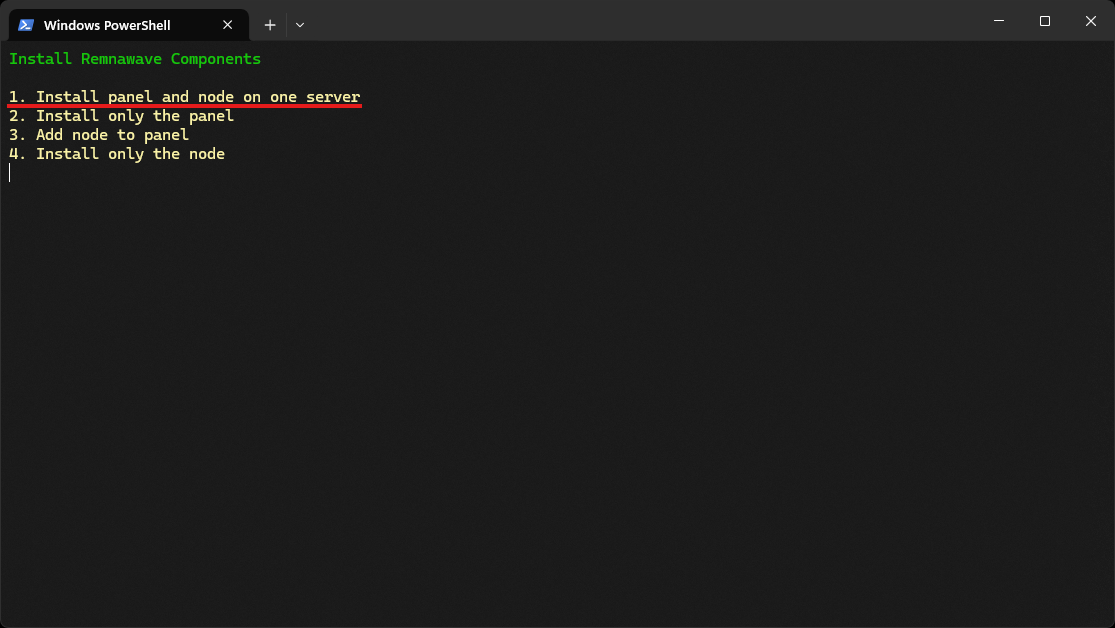 Windows PowerShell
Install Remnawave Components
1. Install panel and node on one server
2. Install only the panel
3. Add node to panel
4. Install only the node